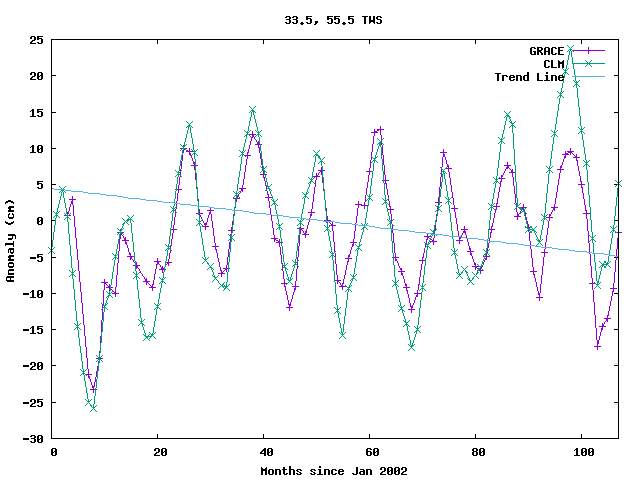 33.5, 55.5 TWS
GRACE
CLM
Trend Line
25
20
15
10
5
0
-5
-10
-15
-20
-25
-30
Anomaly (cm)
0 20 40 60 80 100
Months since Jan 2002